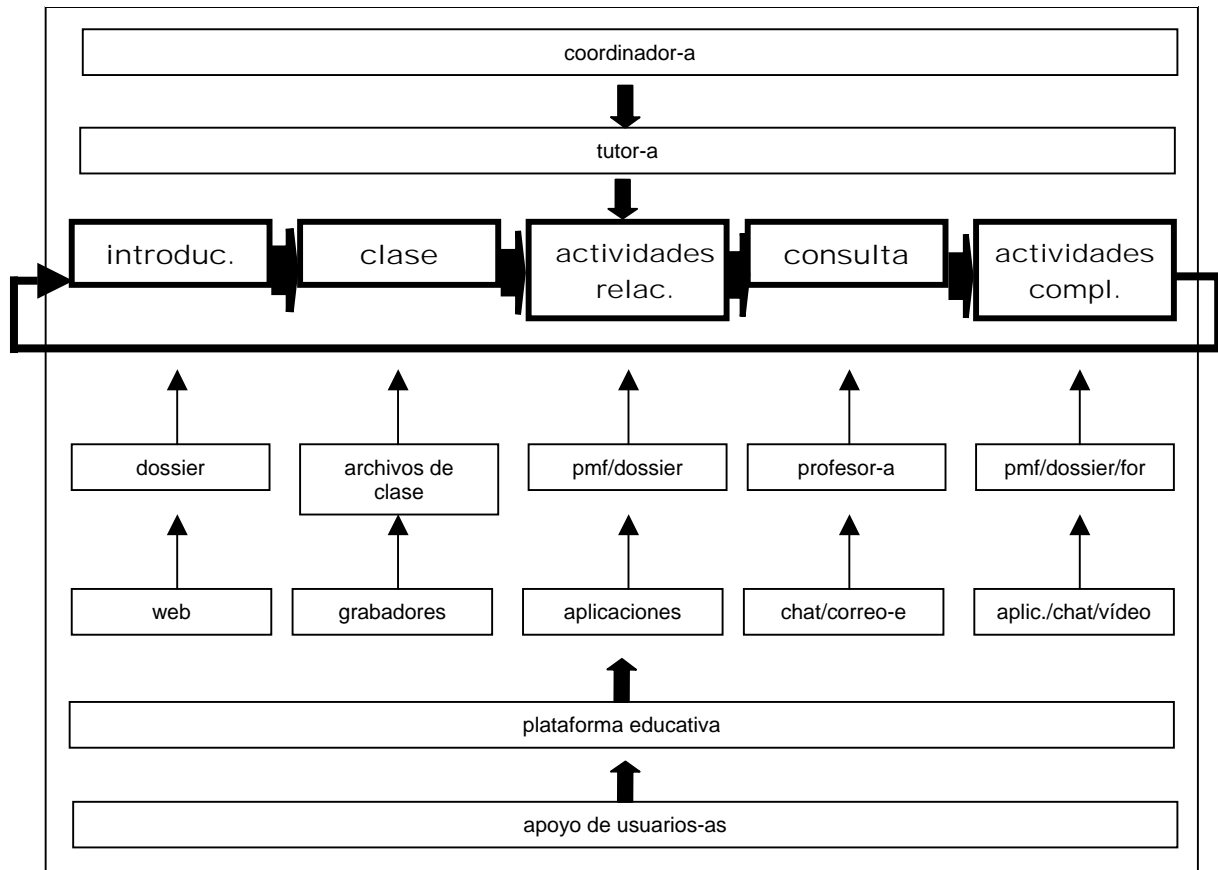 coordinador-a
tutor-a
introduc.
clase
actividades
relac.
consulta
actividades
compl.
dossier
archivos de
clase
pmf/dossier
profesor-a
pmf/dossier/for
web
grabadores
aplicaciones
chat/correo-e
aplic./chat/vídeo
plataforma educativa
apoyo de usuarios-as